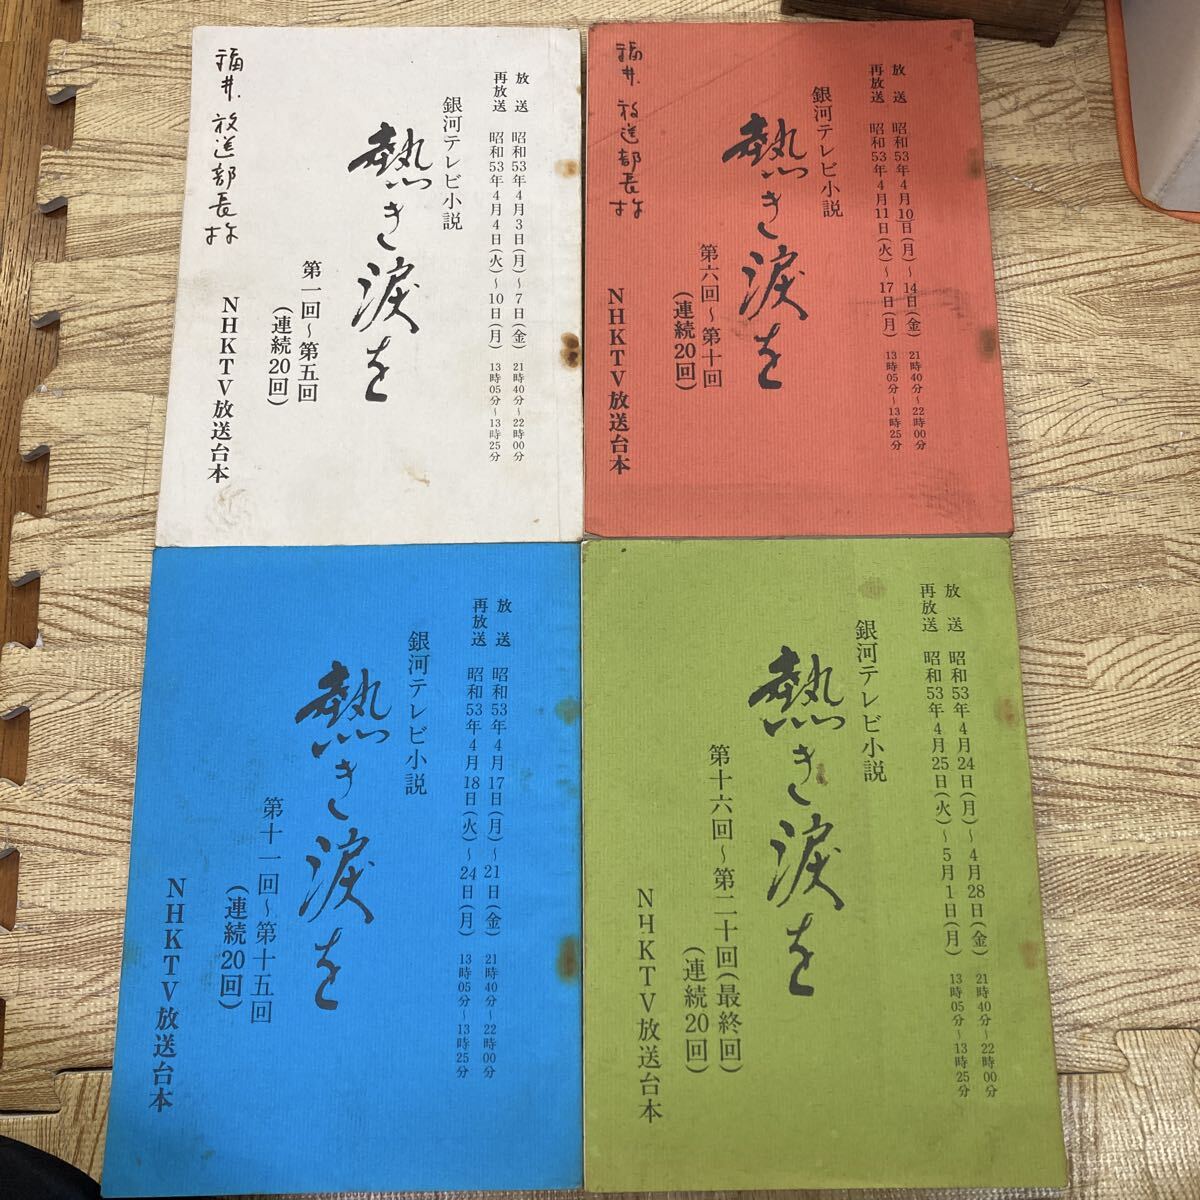 放送 昭和53年4月3日(月)～7日(金) 21時40分～22時00分
再放送 昭和53年4月4日(火)～10日(月) 13時05分～13時25分
銀河テレビ小説
熱き涙を
第一回～第五回
(連続20回)
NHKTV放送台本
福井放送部長
放送 昭和53年4月10日(月)～14日(金) 21時40分～22時00分
再放送 昭和53年4月11日(火)～17日(月) 13時05分～13時25分
銀河テレビ小説
熱き涙を
第六回～第十回
(連続20回)
NHKTV放送台本
福井放送部長
放送 昭和53年4月17日(月)～21日(金) 21時40分～22時00分
再放送 昭和53年4月18日(火)～24日(月) 13時05分～13時25分
銀河テレビ小説
熱き涙を
第十一回～第十五回
(連続20回)
NHKTV放送台本
放送 昭和53年4月24日(月)～4月28日(金) 21時40分～22時00分
再放送 昭和53年4月25日(火)～5月1日(月) 13時05分～13時25分
銀河テレビ小説
熱き涙を
第十六回～第二十回(最終回)
(連続20回)
NHKTV放送台本